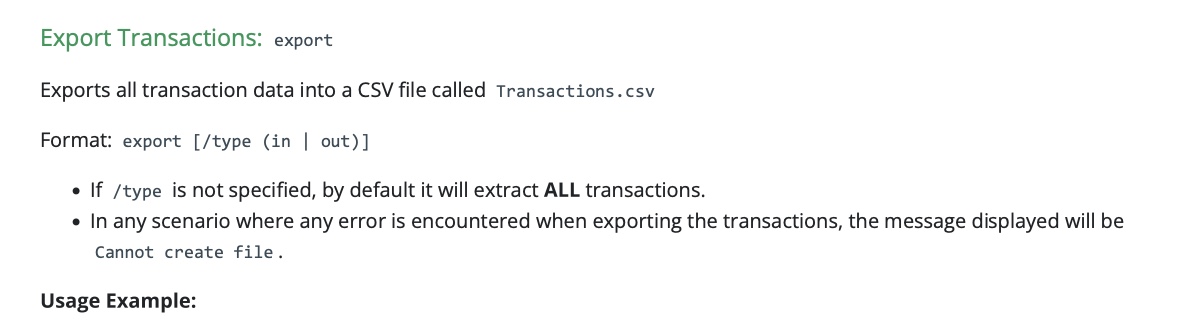 Export Transactions: export
Exports all transaction data into a CSV file called Transactions.csv
Format: export [/type (in | out)]
• If /type is not specified, by default it will extract ALL transactions.
• In any scenario where any error is encountered when exporting the transactions, the message displayed will be
Cannot create file.
Usage Example: